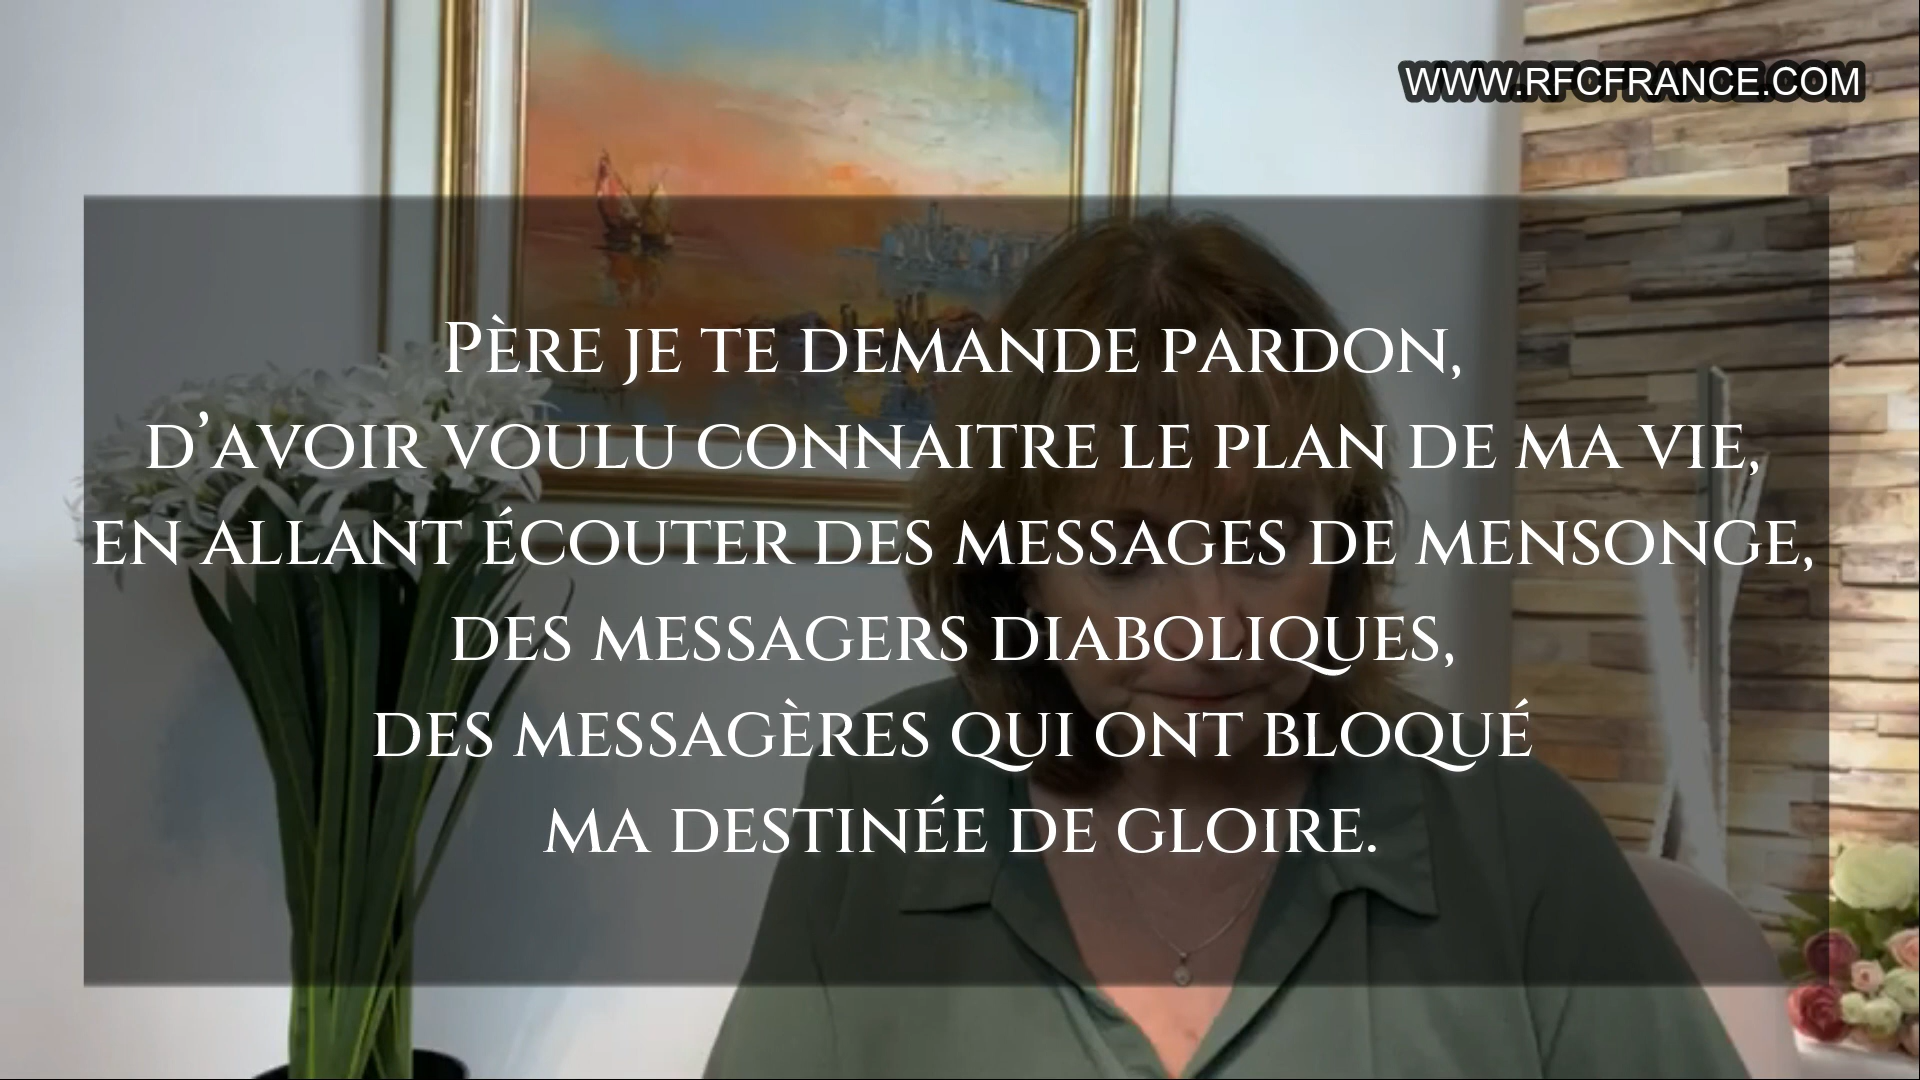 WWW.RFCFRANCE.COM
Père je te demande pardon,
d’avoir voulu connaitre le plan de ma vie,
en allant écouter des messages de mensonge,
des messagers diaboliques,
des messagères qui ont bloqué
ma destinée de gloire.